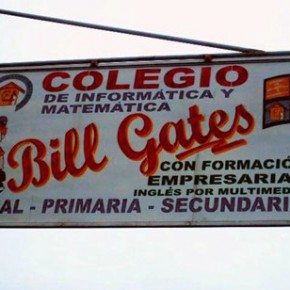 COLEGIO
DE INFORMÁTICA Y
MATEMÁTICA
Bill Gates
CON FORMACIÓ
EMPRESARIA
INGLÉS POR MULTIMED
AL - PRIMARIA - SECUNDARI